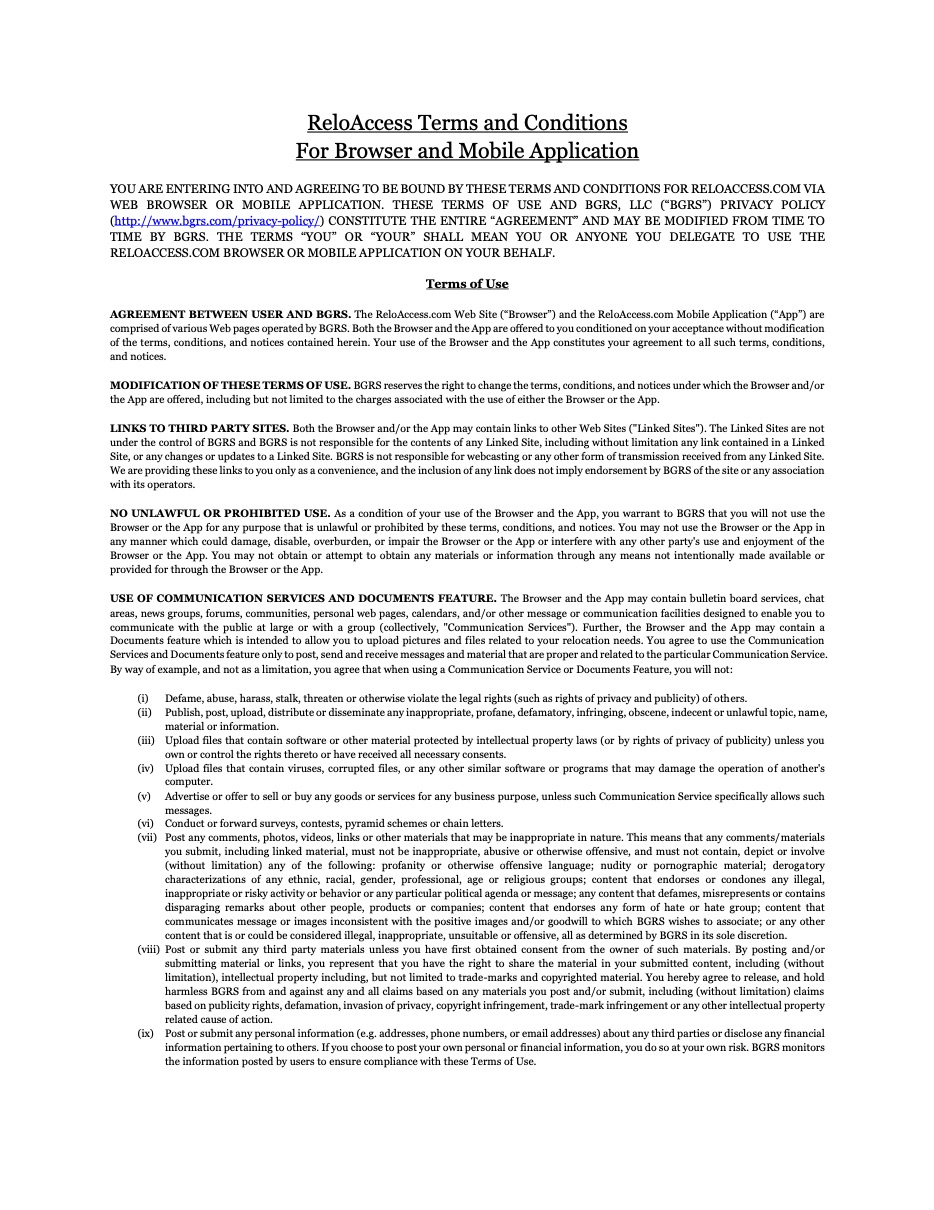 ReloAccess Terms and Conditions
For Browser and Mobile Application
YOU ARE ENTERING INTO AND AGREEING TO BE BOUND BY THESE TERMS AND CONDITIONS FOR RELOACCESS.COM VIA
WEB BROWSER OR MOBILE APPLICATION. THESE TERMS OF USE AND BGRS, LLC (“BGRS”) PRIVACY POLICY
(http://www.bgrs.com/privacy-policy/) CONSTITUTE THE ENTIRE “AGREEMENT” AND MAY BE MODIFIED FROM TIME TO
TIME BY BGRS. THE TERMS “YOU” OR “YOUR” SHALL MEAN YOU OR ANYONE YOU DELEGATE TO USE THE
RELOACCESS.COM BROWSER OR MOBILE APPLICATION ON YOUR BEHALF.
Terms of Use
AGREEMENT BETWEEN USER AND BGRS. The ReloAccess.com Web Site (“Browser”) and the ReloAccess.com Mobile Application (“App”) are
comprised of various Web pages operated by BGRS. Both the Browser and the App are offered to you conditioned on your acceptance without modification
of the terms, conditions, and notices contained herein. Your use of the Browser and the App constitutes your agreement to all such terms, conditions,
and notices.
MODIFICATION OF THESE TERMS OF USE. BGRS reserves the right to change the terms, conditions, and notices under which the Browser and/or
the App are offered, including but not limited to the charges associated with the use of either the Browser or the App.
LINKS TO THIRD PARTY SITES. Both the Browser and/or the App may contain links to other Web Sites ("Linked Sites"). The Linked Sites are not
under the control of BGRS and BGRS is not responsible for the contents of any Linked Site, including without limitation any link contained in a Linked
Site, or any changes or updates to a Linked Site. BGRS is not responsible for webcasting or any other form of transmission received from any Linked Site.
We are providing these links to you only as a convenience, and the inclusion of any link does not imply endorsement by BGRS of the site or any association
with its operators.
NO UNLAWFUL OR PROHIBITED USE. As a condition of your use of the Browser and the App, you warrant to BGRS that you will not use the
Browser or the App for any purpose that is unlawful or prohibited by these terms, conditions, and notices. You may not use the Browser or the App in
any manner which could damage, disable, overburden, or impair the Browser or the App or interfere with any other party's use and enjoyment of the
Browser or the App. You may not obtain or attempt to obtain any materials or information through any means not intentionally made available or
provided for through the Browser or the App.
USE OF COMMUNICATION SERVICES AND DOCUMENTS FEATURE. The Browser and the App may contain bulletin board services, chat
areas, news groups, forums, communities, personal web pages, calendars, and/or other message or communication facilities designed to enable you to
communicate with the public at large or with a group (collectively, "Communication Services"). Further, the Browser and the App may contain a
Documents feature which is intended to allow you to upload pictures and files related to your relocation needs. You agree to use the Communication
Services and Documents feature only to post, send and receive messages and material that are proper and related to the particular Communication Service.
By way of example, and not as a limitation, you agree that when using a Communication Service or Documents Feature, you will not:
(i) Defame, abuse, harass, stalk, threaten or otherwise violate the legal rights (such as rights of privacy and publicity) of others.
(ii) Publish, post, upload, distribute or disseminate any inappropriate, profane, defamatory, infringing, obscene, indecent or unlawful topic, name,
material or information.
(iii) Upload files that contain software or other material protected by intellectual property laws (or by rights of privacy of publicity) unless you
own or control the rights thereto or have received all necessary consents.
(iv) Upload files that contain viruses, corrupted files, or any other similar software or programs that may damage the operation of another's
computer.
(v) Advertise or offer to sell or buy any goods or services for any business purpose, unless such Communication Service specifically allows such
messages.
(vi) Conduct or forward surveys, contests, pyramid schemes or chain letters.
(vii) Post any comments, photos, videos, links or other materials that may be inappropriate in nature. This means that any comments/materials
you submit, including linked material, must not be inappropriate, abusive or otherwise offensive, and must not contain, depict or involve
(without limitation) any of the following: profanity or otherwise offensive language; nudity or pornographic material; derogatory
characterizations of any ethnic, racial, gender, professional, age or religious groups; content that endorses or condones any illegal,
inappropriate or risky activity or behavior or any particular political agenda or message; any content that defames, misrepresents or contains
disparaging remarks about other people, products or companies; content that endorses any form of hate or hate group; content that
communicates message or images inconsistent with the positive images and/or goodwill to which BGRS wishes to associate; or any other
content that is or could be considered illegal, inappropriate, unsuitable or offensive, all as determined by BGRS in its sole discretion.
(viii) Post or submit any third party materials unless you have first obtained consent from the owner of such materials. By posting and/or
submitting material or links, you represent that you have the right to share the material in your submitted content, including (without
limitation), intellectual property including, but not limited to trade-marks and copyrighted material. You hereby agree to release, and hold
harmless BGRS from and against any and all claims based on any materials you post and/or submit, including (without limitation) claims
based on publicity rights, defamation, invasion of privacy, copyright infringement, trade-mark infringement or any other intellectual property
related cause of action.
(ix) Post or submit any personal information (e.g. addresses, phone numbers, or email addresses) about any third parties or disclose any financial
information pertaining to others. If you choose to post your own personal or financial information, you do so at your own risk. BGRS monitors
the information posted by users to ensure compliance with these Terms of Use.